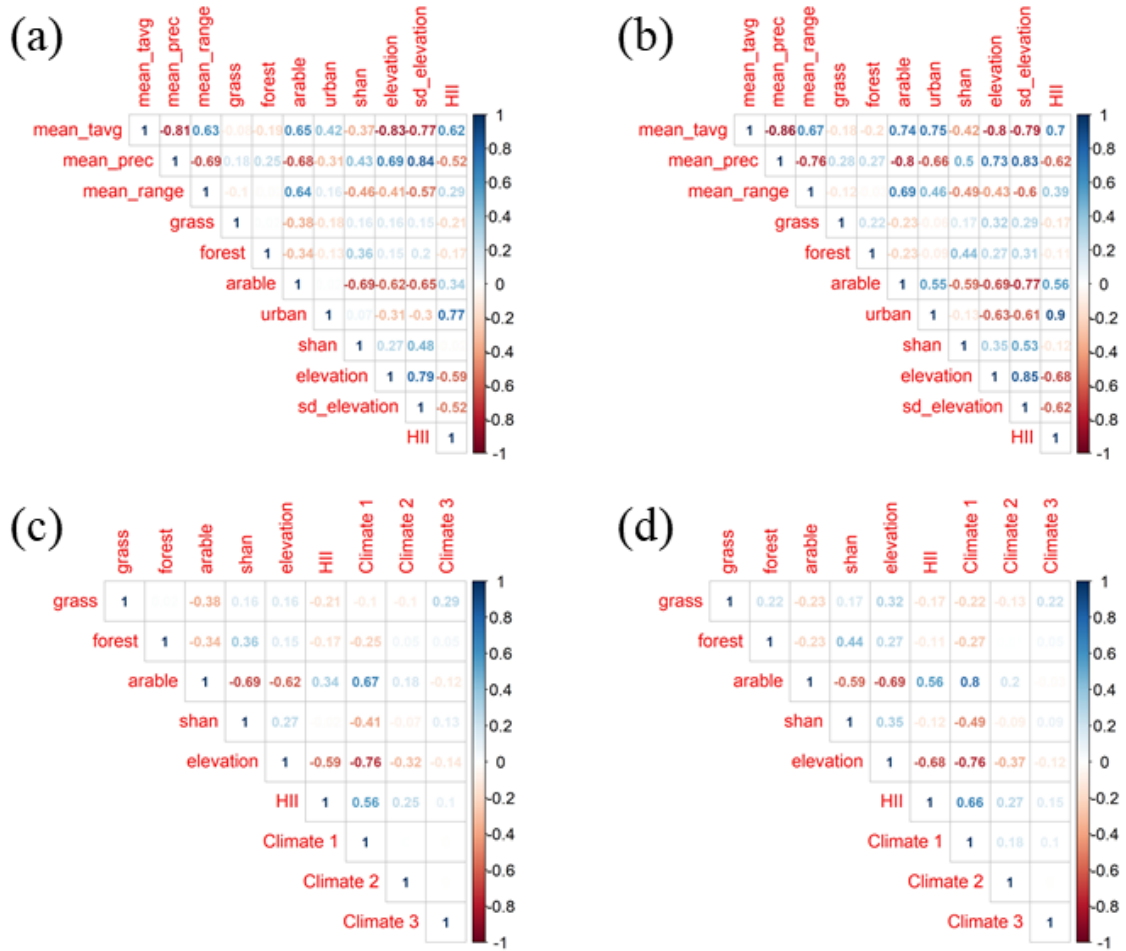 (a)
mean_tavg
mean_prec
mean_range
grass
forest
arable
urban
shan
elevation
sd_elevation
HII
mean_tavg 1 -0.81 0.63 -0.19 0.65 0.42 -0.37 -0.83 -0.77 0.62
mean_prec 1 -0.69 0.18 0.25 -0.68 -0.31 0.43 0.69 0.84 -0.52
mean_range 1 -0.1 0.64 0.16 -0.46 -0.41 -0.57 0.29
grass 1 -0.38 -0.18 0.16 0.16 0.15 -0.21
forest 1 -0.34 -0.13 0.36 0.15 0.2 -0.17
arable 1 -0.69 -0.62 -0.65 0.34
urban 1 0.07 -0.31 -0.3 0.77
shan 1 0.27 0.48
elevation 1 0.79 -0.59
sd_elevation 1 -0.52
HII 1
1
0.8
0.6
0.4
0.2
0
-0.2
-0.4
-0.6
-0.8
-1
(b)
mean_tavg
mean_prec
mean_range
grass
forest
arable
urban
shan
elevation
sd_elevation
HII
mean_tavg 1 -0.86 0.67 -0.18 -0.2 0.74 0.75 -0.42 -0.8 -0.79 0.7
mean_prec 1 -0.76 0.28 0.27 -0.8 -0.66 0.5 0.73 0.83 -0.62
mean_range 1 -0.12 0.69 0.46 -0.49 -0.43 -0.6 0.39
grass 1 0.22 -0.23 0.17 0.32 0.29 -0.17
forest 1 -0.23 -0.09 0.44 0.27 0.31 -0.11
arable 1 0.55 -0.59 -0.69 -0.77 0.56
urban 1 -0.13 -0.63 -0.61 0.9
shan 1 0.35 0.53 -0.12
elevation 1 0.85 -0.68
sd_elevation 1 -0.62
HII 1
1
0.8
0.6
0.4
0.2
0
-0.2
-0.4
-0.6
-0.8
-1
(c)
grass
forest
arable
shan
elevation
HII
Climate 1
Climate 2
Climate 3
grass 1 -0.38 0.16 0.16 -0.21 -0.1 -0.1 0.29
forest 1 -0.34 0.36 0.15 -0.17 -0.25 0.09
arable 1 -0.69 -0.62 0.34 0.67 0.18 -0.12
shan 1 0.27 -0.41 -0.07 0.13
elevation 1 -0.59 -0.76 -0.32 -0.14
HII 1 0.56 0.25 0.1
Climate 1 1
Climate 2 1
Climate 3 1
1
0.8
0.6
0.4
0.2
0
-0.2
-0.4
-0.6
-0.8
-1
(d)
grass
forest
arable
shan
elevation
HII
Climate 1
Climate 2
Climate 3
grass 1 0.22 -0.23 0.17 0.32 -0.17 -0.22 -0.13 0.22
forest 1 -0.23 0.44 0.27 -0.11 -0.27
arable 1 -0.59 -0.69 0.56 0.8 0.2
shan 1 0.35 -0.12 -0.49 -0.09 0.09
elevation 1 -0.68 -0.76 -0.37 -0.12
HII 1 0.66 0.27 0.15
Climate 1 1 0.18 0.1
Climate 2 1
Climate 3 1
1
0.8
0.6
0.4
0.2
0
-0.2
-0.4
-0.6
-0.8
-1